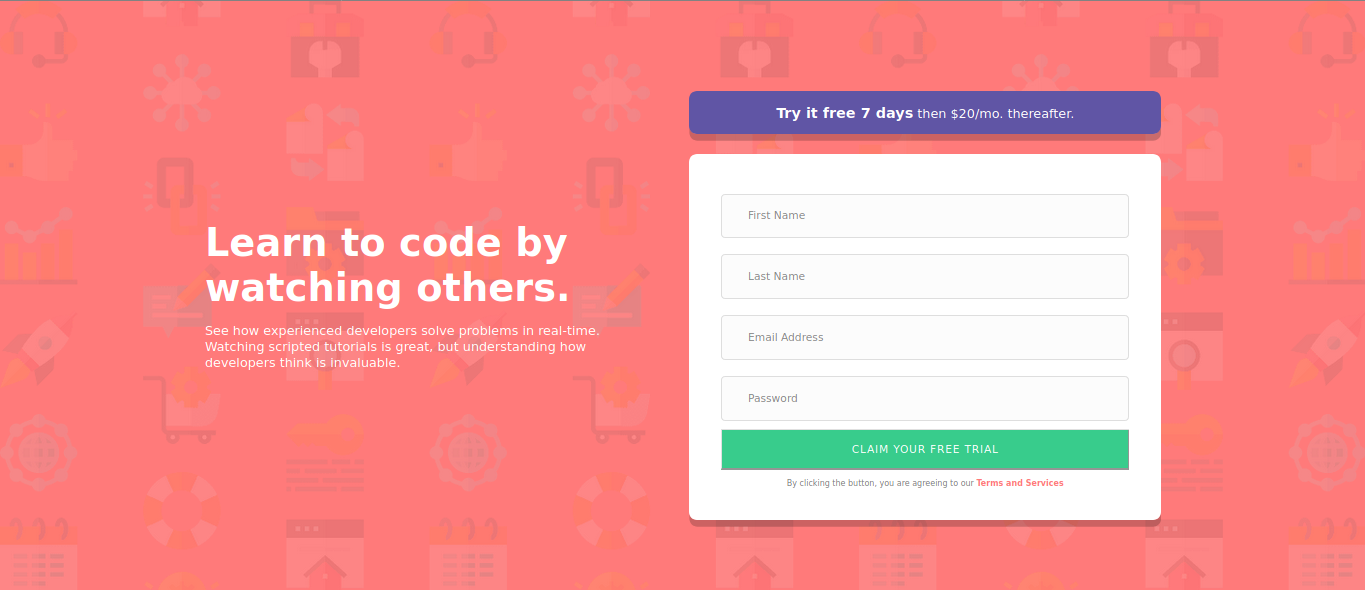 Learn to code by
watching others.
See how experienced developers solve problems in real-time.
Watching scripted tutorials is great, but understanding how
developers think is invaluable.
Try it free 7 days then $20/mo. thereafter.
First Name
Last Name
Email Address
Password
CLAIM YOUR FREE TRIAL
By clicking the button, you are agreeing to our Terms and Services